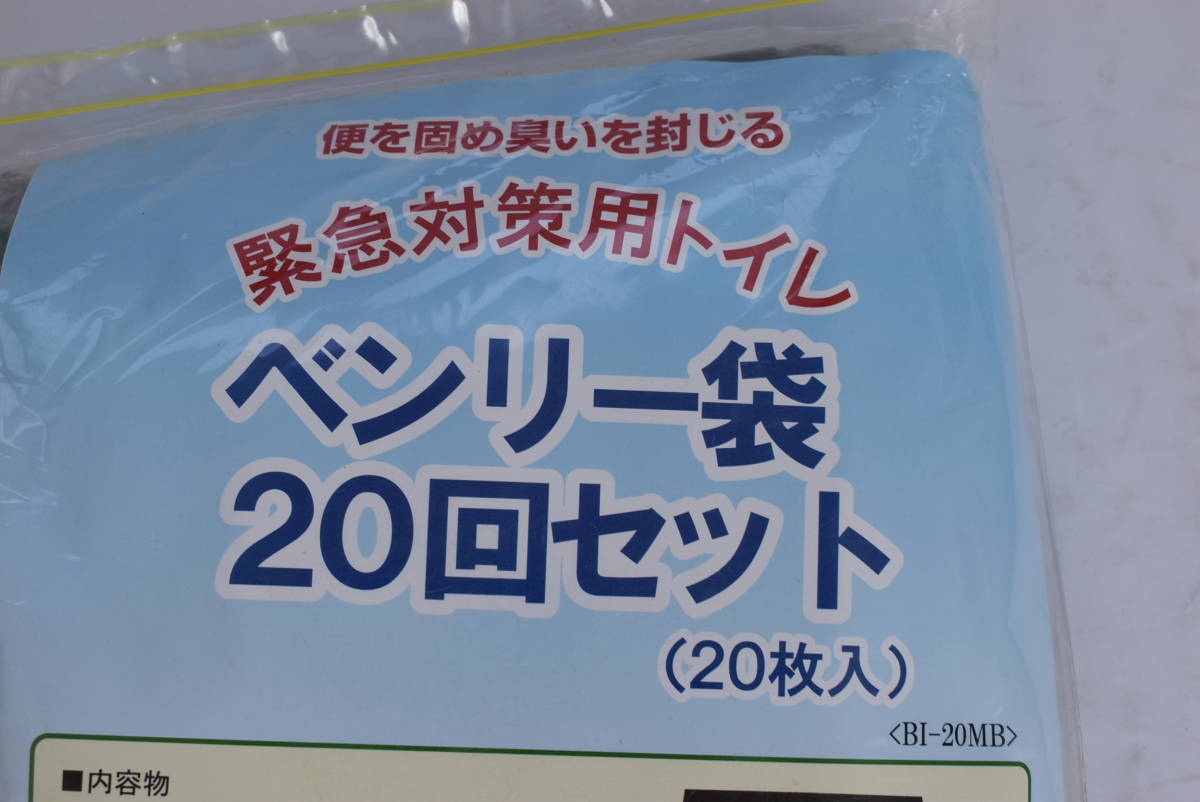 便を固め臭いを封じる
緊急対策用トイレ
ベンリー袋
20回セット
(20枚入)
<BI-20MB>
■内容物